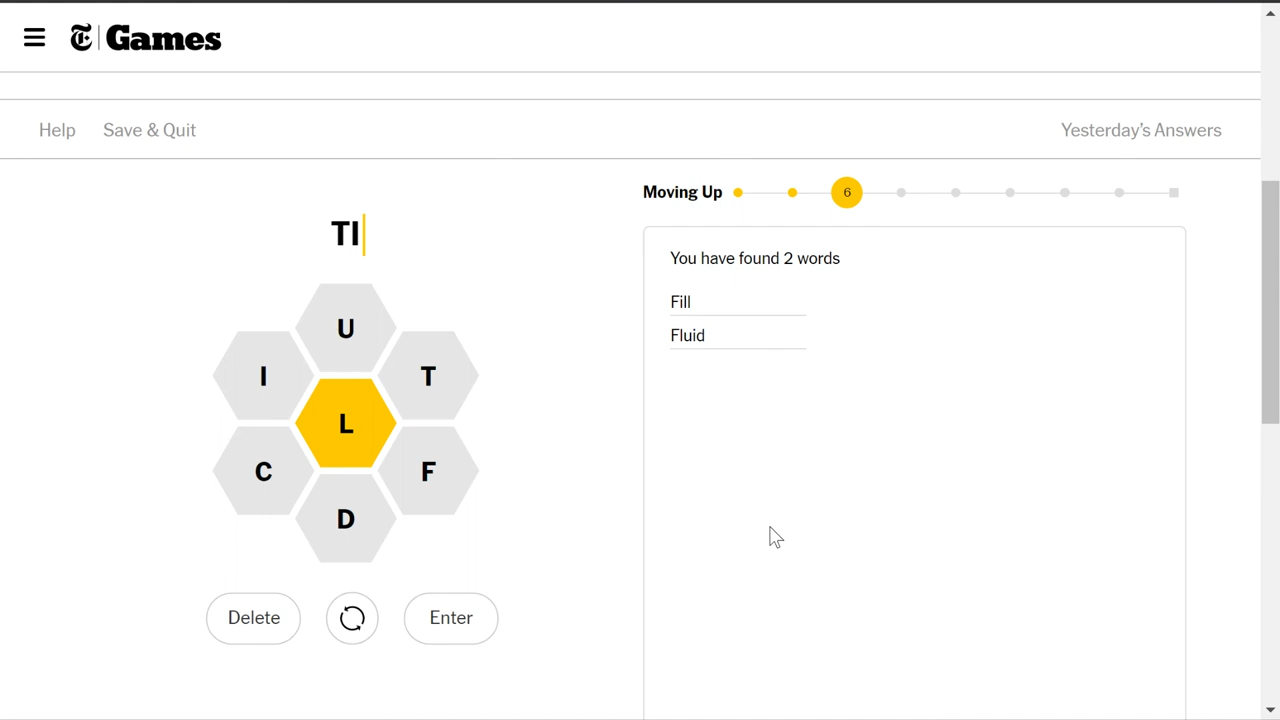 T Games
Help Save & Quit Yesterday's Answers
Moving Up 6
TI
You have found 2 words
Fill
Fluid
U
I T
L
C F
D
Delete Enter